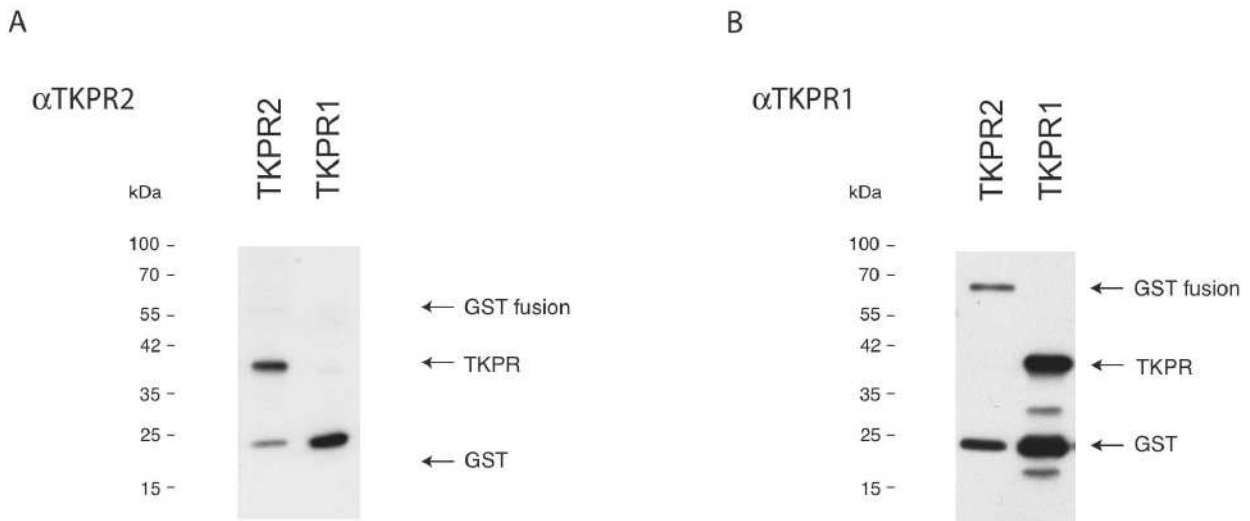 A
αTKPR2
TKPR2
TKPR1
kDa
100 –
70 –
55 –
42 –
35 –
25 –
15 –
← GST fusion
← TKPR
← GST
B
αTKPR1
TKPR2
TKPR1
kDa
100 –
70 –
55 –
42 –
35 –
25 –
15 –
← GST fusion
← TKPR
← GST